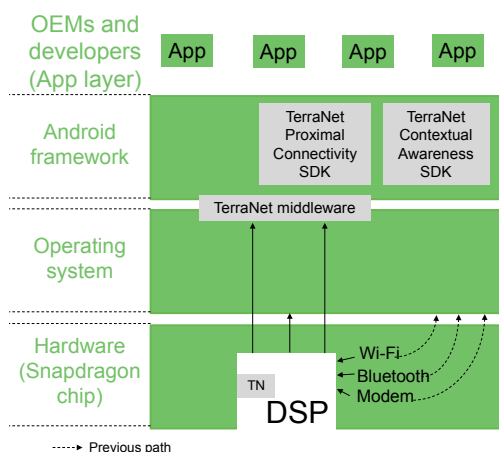 OEMs and
developers
(App layer)
App
App
App
App
Android
framework
TerraNet
Proximal
Connectivity
SDK
TerraNet
Contextual
Awareness
SDK
TerraNet middleware
Operating
system
Hardware
(Snapdragon
chip)
Wi-Fi
Bluetooth
Modem
TN
DSP
Previous path